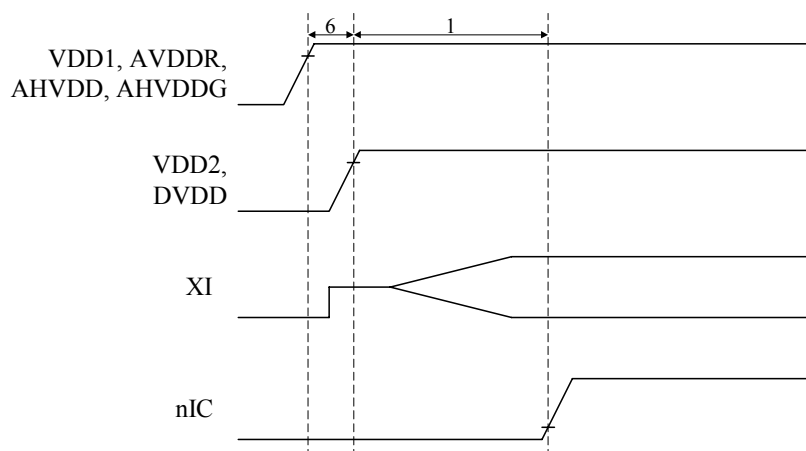 6 1
VDD1, AVDDR,
AHVDD, AHVDDG
VDD2,
DVDD
XI
nIC